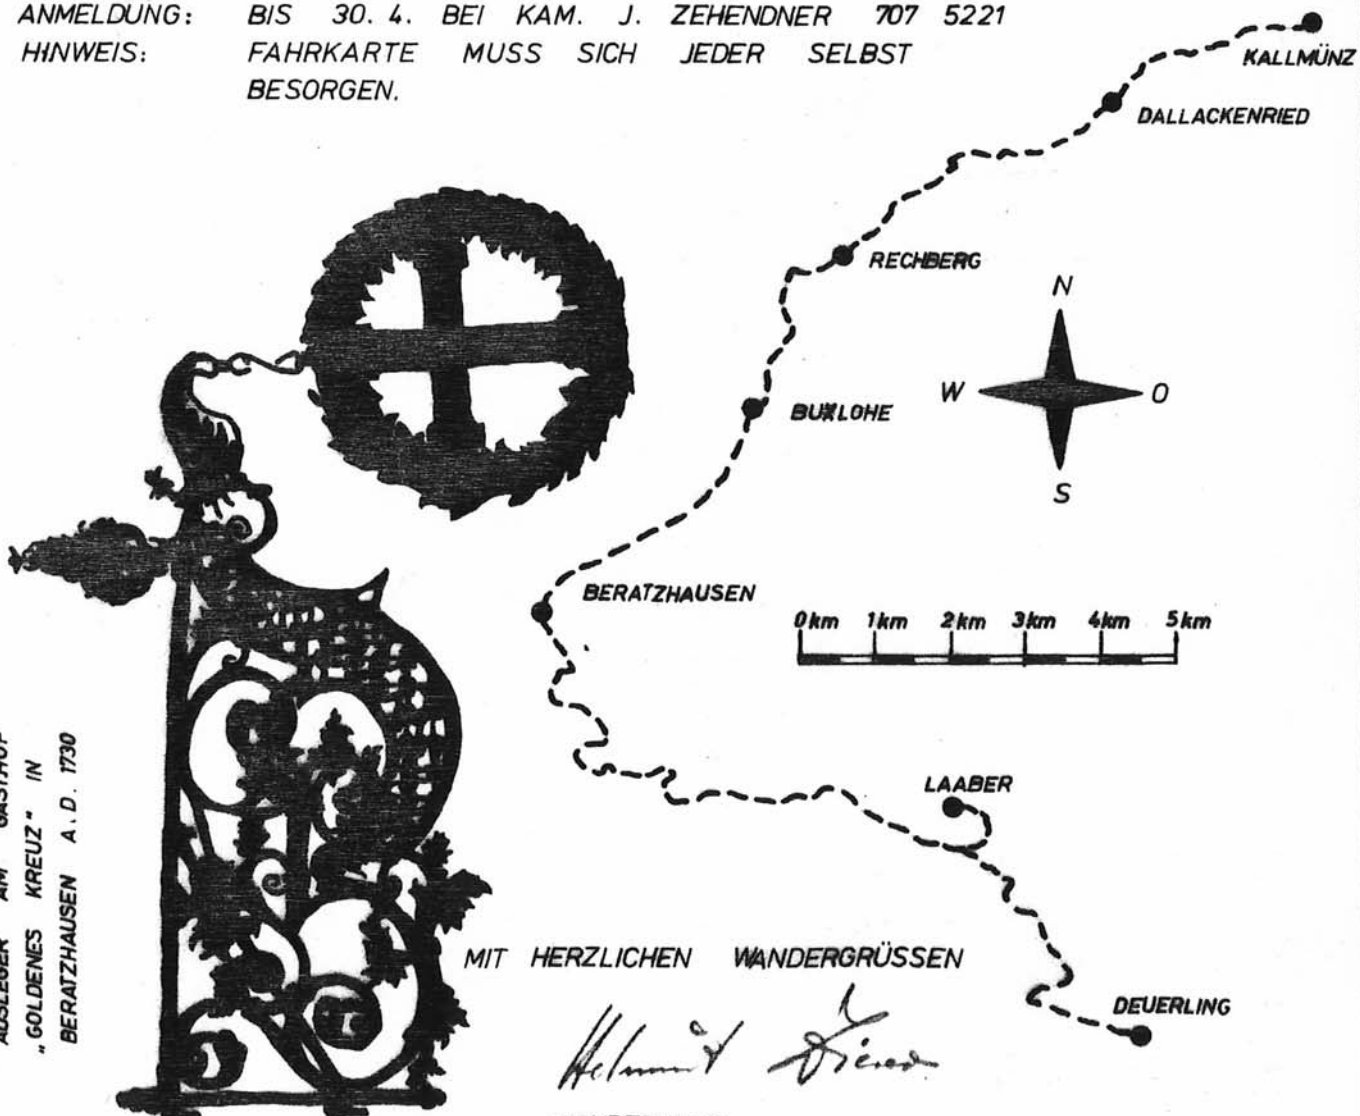 ANMELDUNG: BIS 30. 4. BEI KAM. J. ZEHENDNER 707 5221
HINWEIS: FAHRKARTE MUSS SICH JEDER SELBST
BESORGEN.
KALLMÜNZ
DALLACKENRIED
RECHBERG
N
W
O
S
BUXLOHE
BERATZHAUSEN
0km 1km 2km 3km 4km 5km
LAABER
DEUERLING
AUSLEGER AM GASTHOF
„GOLDENES KREUZ" IN
BERATZHAUSEN A.D. 1730
MIT HERZLICHEN WANDERGRÜSSEN
Helmut